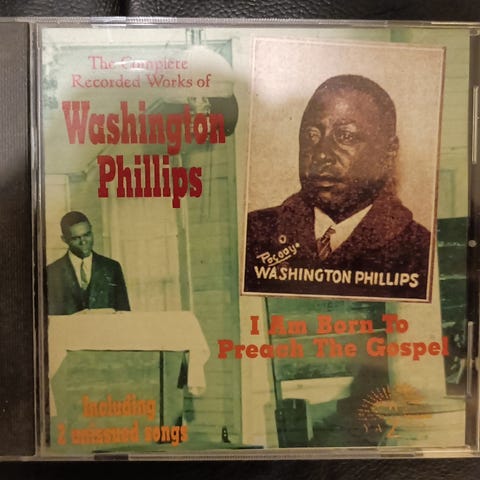 The Complete
Recorded Works of
Washington
Phillips
WASHINGTON PHILLIPS
I Am Born To
Preach The Gospel
Including
2 unissued songs